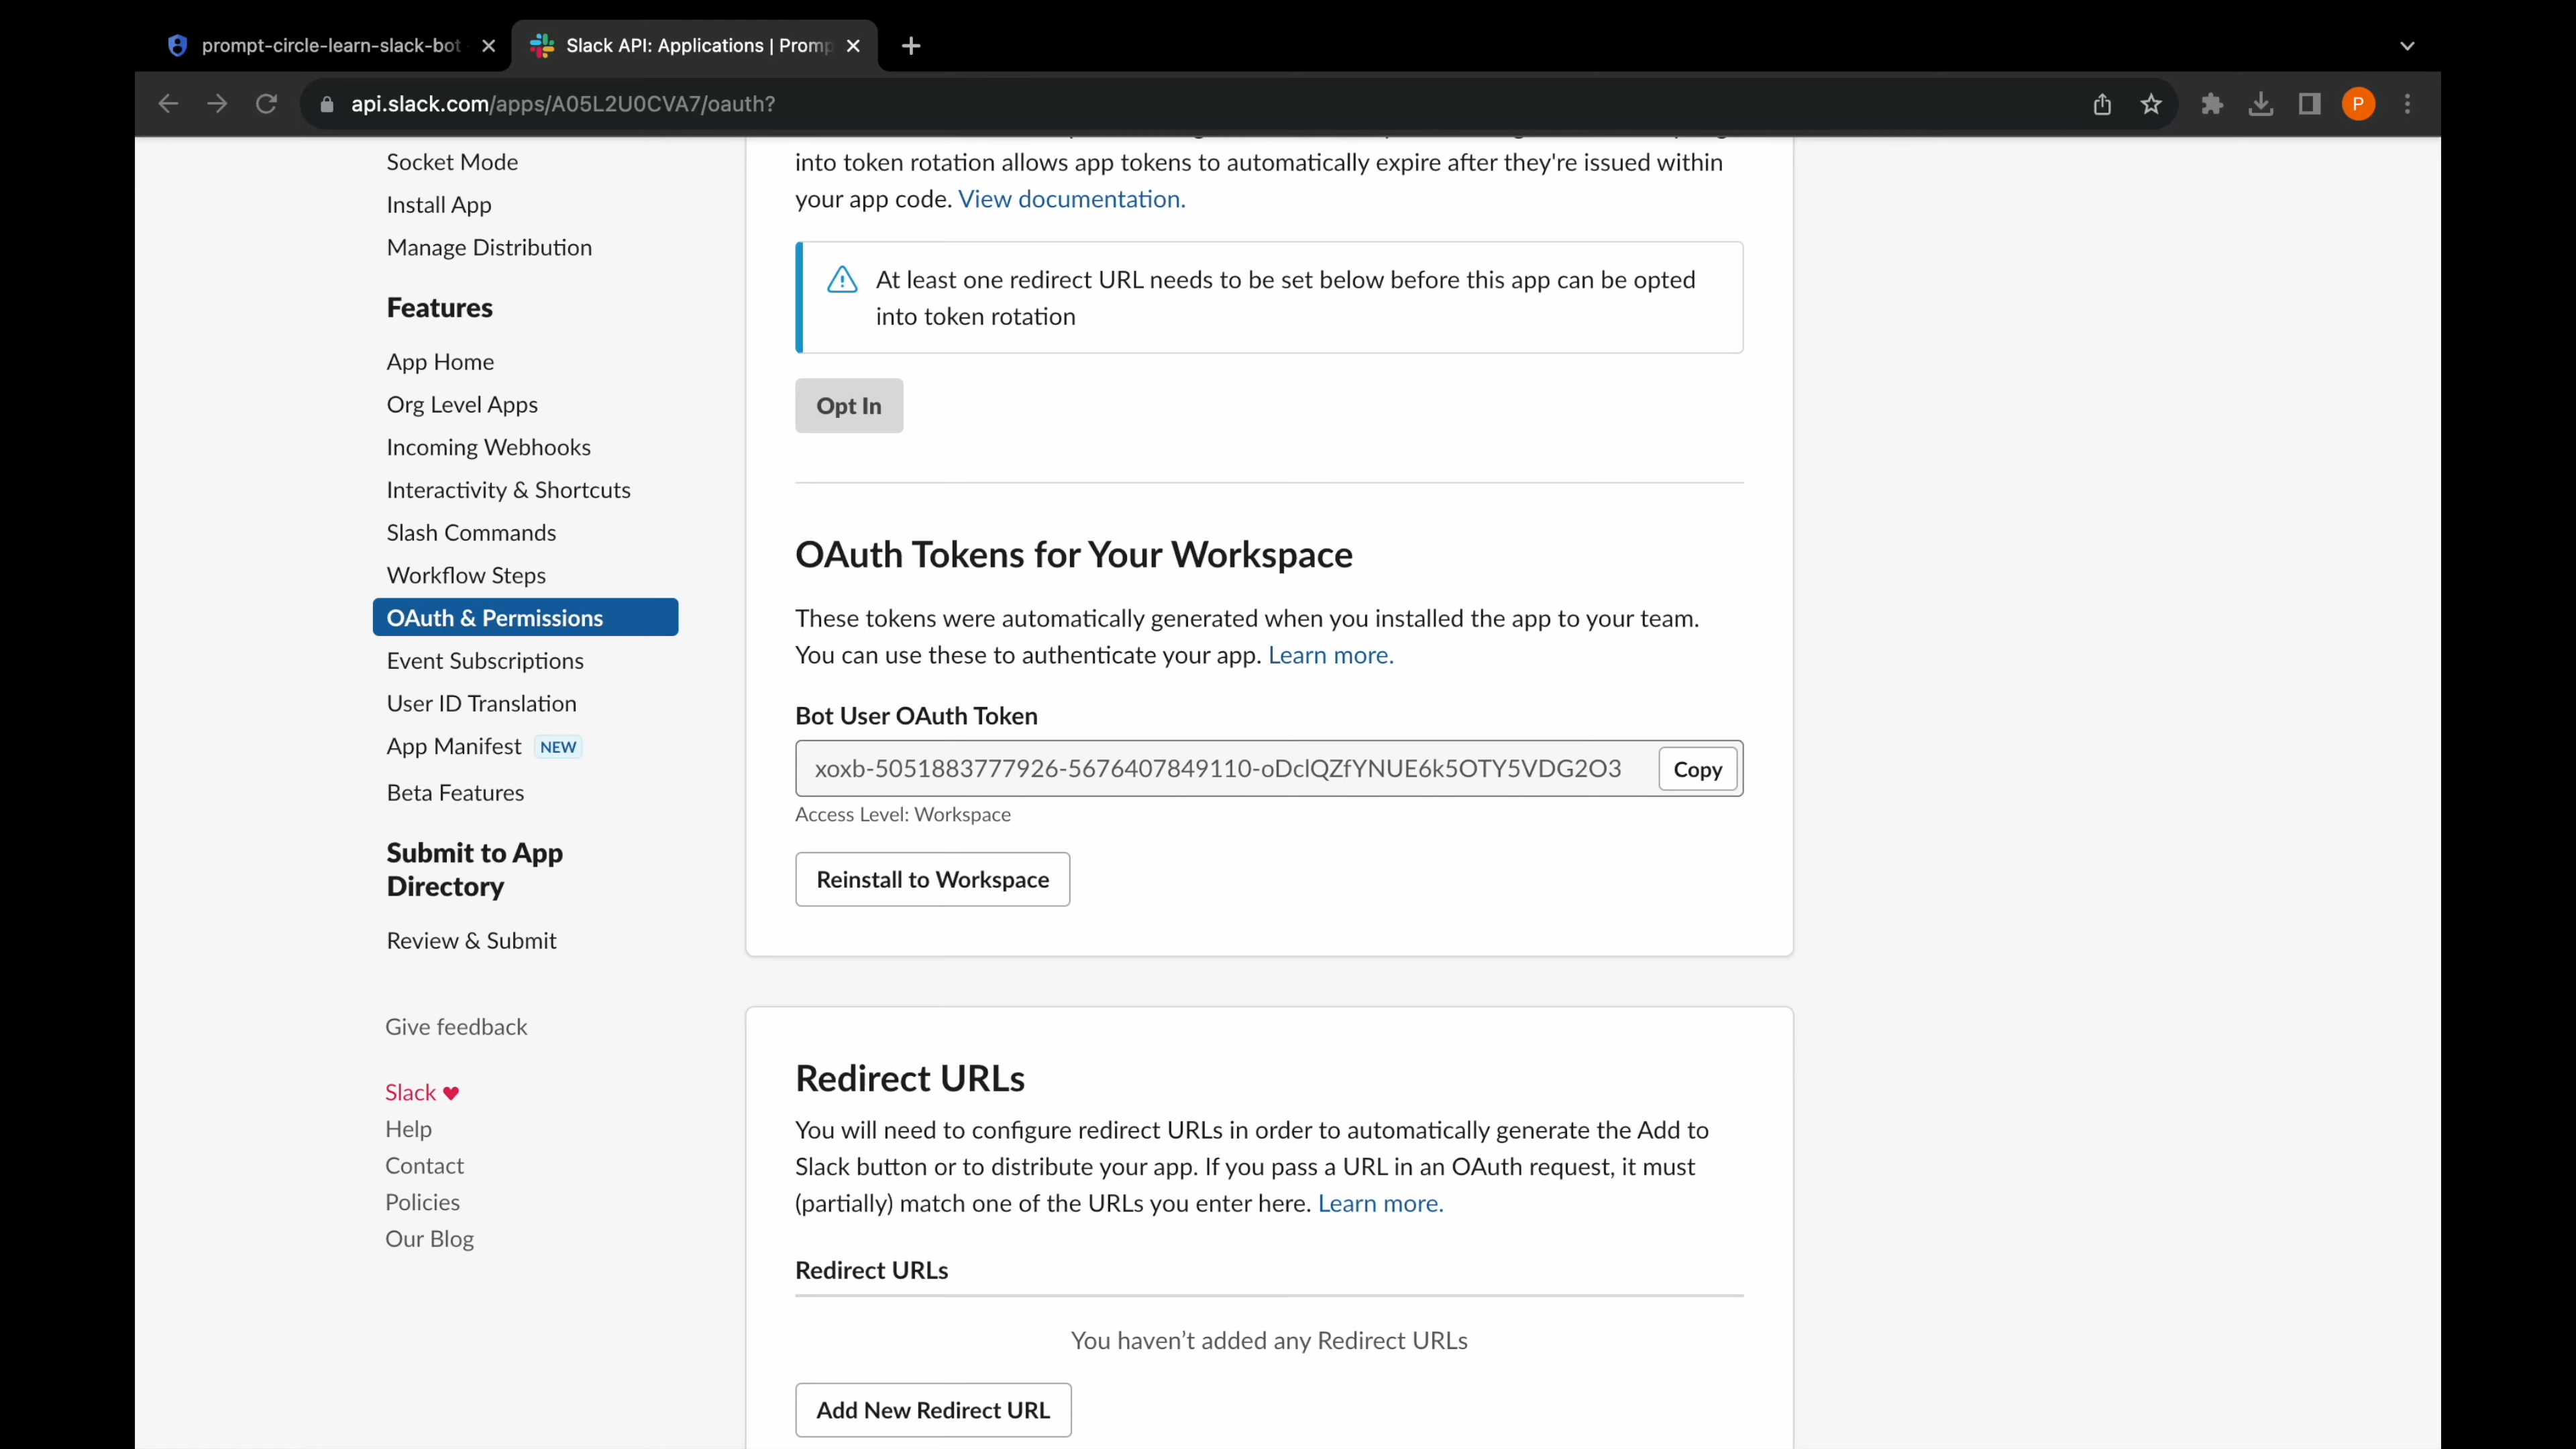 prompt-circle-learn-slack-bot
Slack API: Applications | Promp
api.slack.com/apps/A05L2U0CVA7/oauth?
P
Socket Mode
Install App
Manage Distribution
Features
App Home
Org Level Apps
Incoming Webhooks
Interactivity & Shortcuts
Slash Commands
Workflow Steps
OAuth & Permissions
Event Subscriptions
User ID Translation
App Manifest NEW
Beta Features
Submit to App
Directory
Review & Submit
Give feedback
Slack
Help
Contact
Policies
Our Blog
into token rotation allows app tokens to automatically expire after they're issued within
your app code. View documentation.
At least one redirect URL needs to be set below before this app can be opted
into token rotation
Opt In
OAuth Tokens for Your Workspace
These tokens were automatically generated when you installed the app to your team.
You can use these to authenticate your app. Learn more.
Bot User OAuth Token
xoxb-5051883777926-5676407849110-oDclQZfYNUE6k5OTY5VDG2O3
Copy
Access Level: Workspace
Reinstall to Workspace
Redirect URLs
You will need to configure redirect URLs in order to automatically generate the Add to
Slack button or to distribute your app. If you pass a URL in an OAuth request, it must
(partially) match one of the URLs you enter here. Learn more.
Redirect URLs
You haven’t added any Redirect URLs
Add New Redirect URL